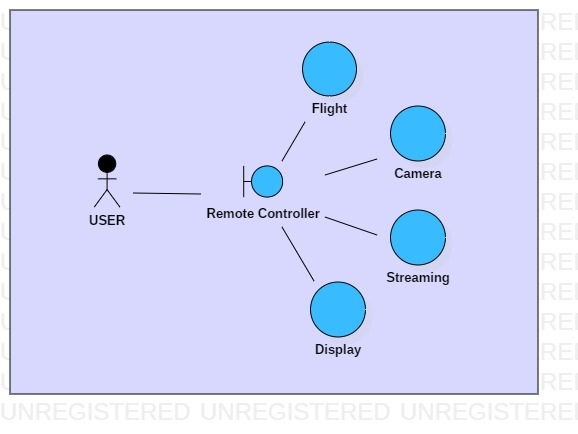 Flight
Camera
USER
Remote Controller
Streaming
Display
UNREGISTERED UNREGISTERED UNREGISTERED